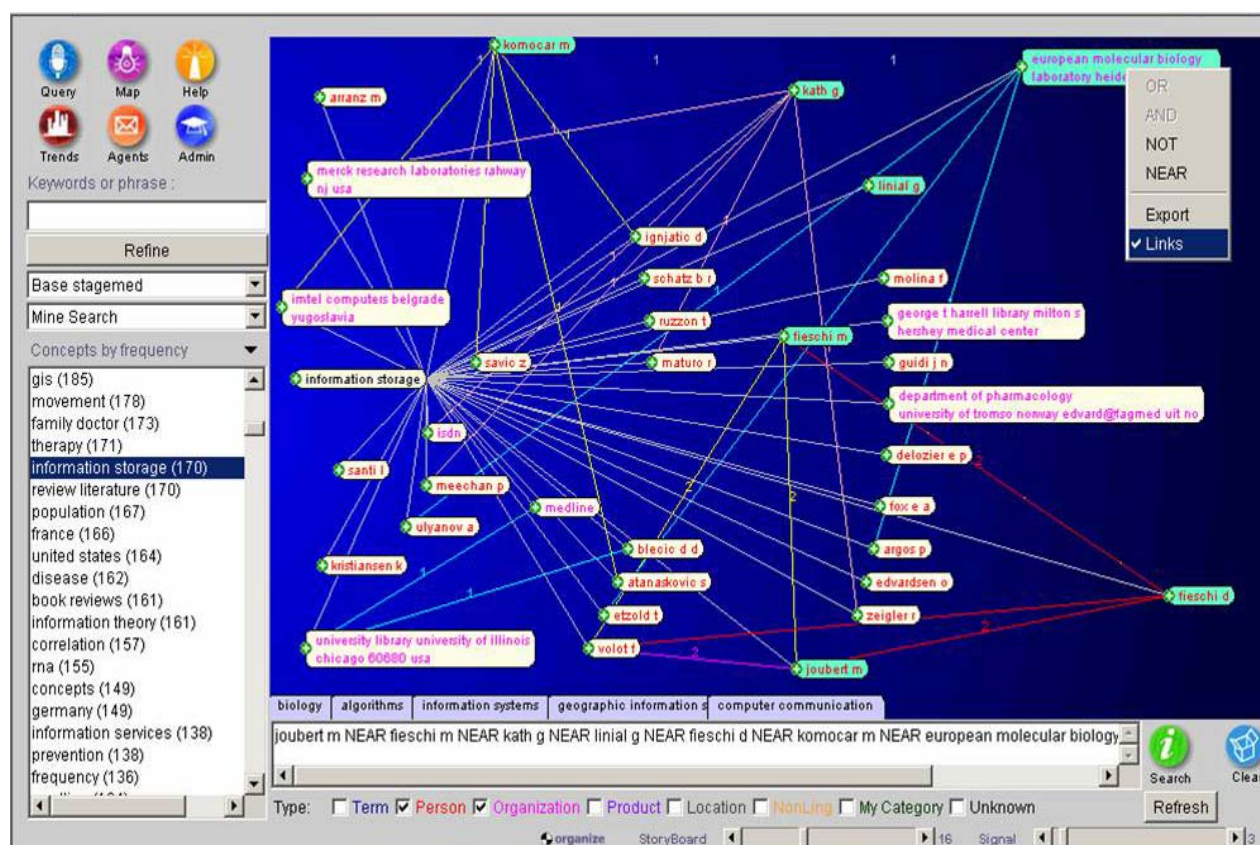 Query Map Help
Trends Agents Admin
Keywords or phrase :
Refine
Base stagemed
Mine Search
Concepts by frequency
gis (185)
movement (178)
family doctor (173)
therapy (171)
information storage (170)
review literature (170)
population (167)
france (166)
united states (164)
disease (162)
book reviews (161)
information theory (161)
correlation (157)
rna (155)
concepts (149)
germany (149)
information services (138)
prevention (138)
frequency (136)
komocar m
1 1 1
european molecular biology
laboratory
OR
AND
NOT
NEAR
Export
Links
arranz m
kath g
merck research laboratories rahway
nj usa
linial g
ignjatic d
schatz b r
molina f
imtel computers belgrade
yugoslavia
george t harrell library milton s
hershey medical center
ruzzon t
fieschi m
savic z
maturo r
guidi j n
information storage
department of pharmacology
university of tromso norway edvard@fagmed uit no
isdn
delozier e p
2
santi l
meechan p
2
2
medline
fox e a
ulyanov a
blecic d d
argos p
kristiansen k
1
atanaskovic s
edvardsen o
1
fieschi d
etzold t
zeigler r
university library university of illinois
chicago 60680 usa
volot f
2
2
joubert m
biology algorithms information systems geographic information s computer communication
joubert m NEAR fieschi m NEAR kath g NEAR linial g NEAR fieschi d NEAR komocar m NEAR european molecular biology
Search Clea
Type: Term Person Organization Product Location NonLing My Category Unknown Refresh
organize StoryBoard 16 Signal 3